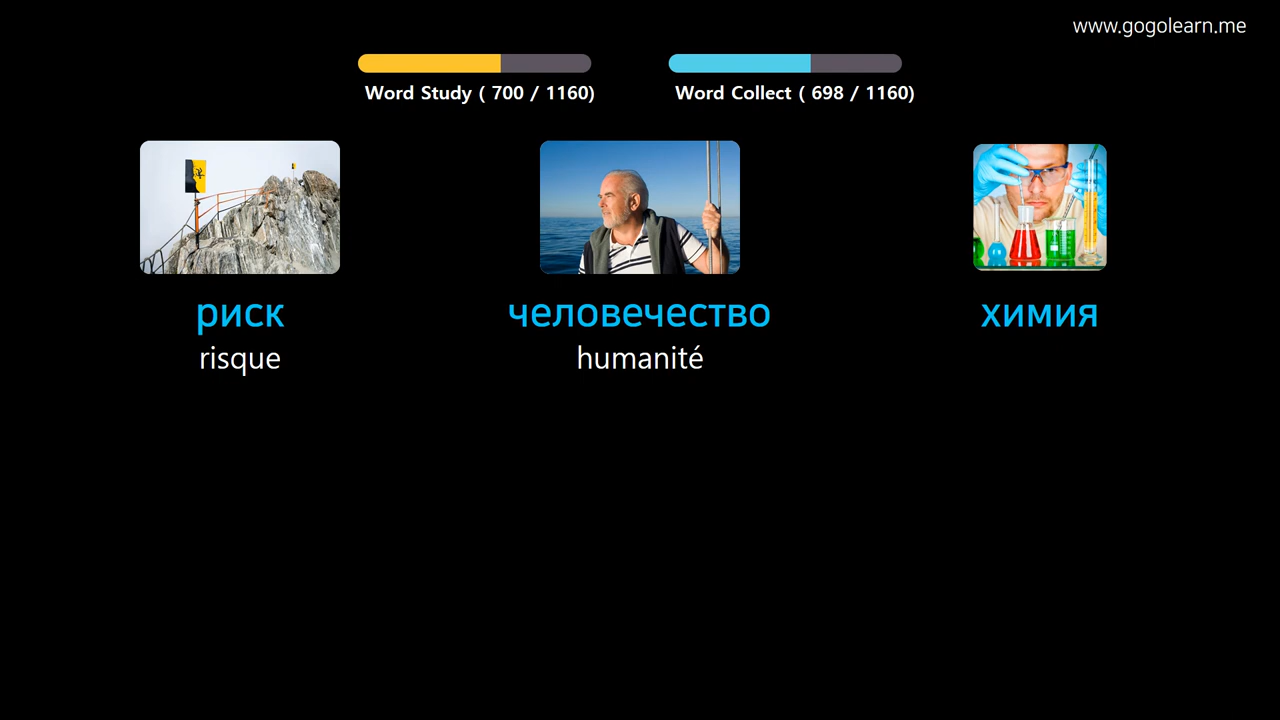 www.gogolearn.me
Word Study ( 700 / 1160)
Word Collect ( 698 / 1160)
риск
человечество
химия
risque
humanité